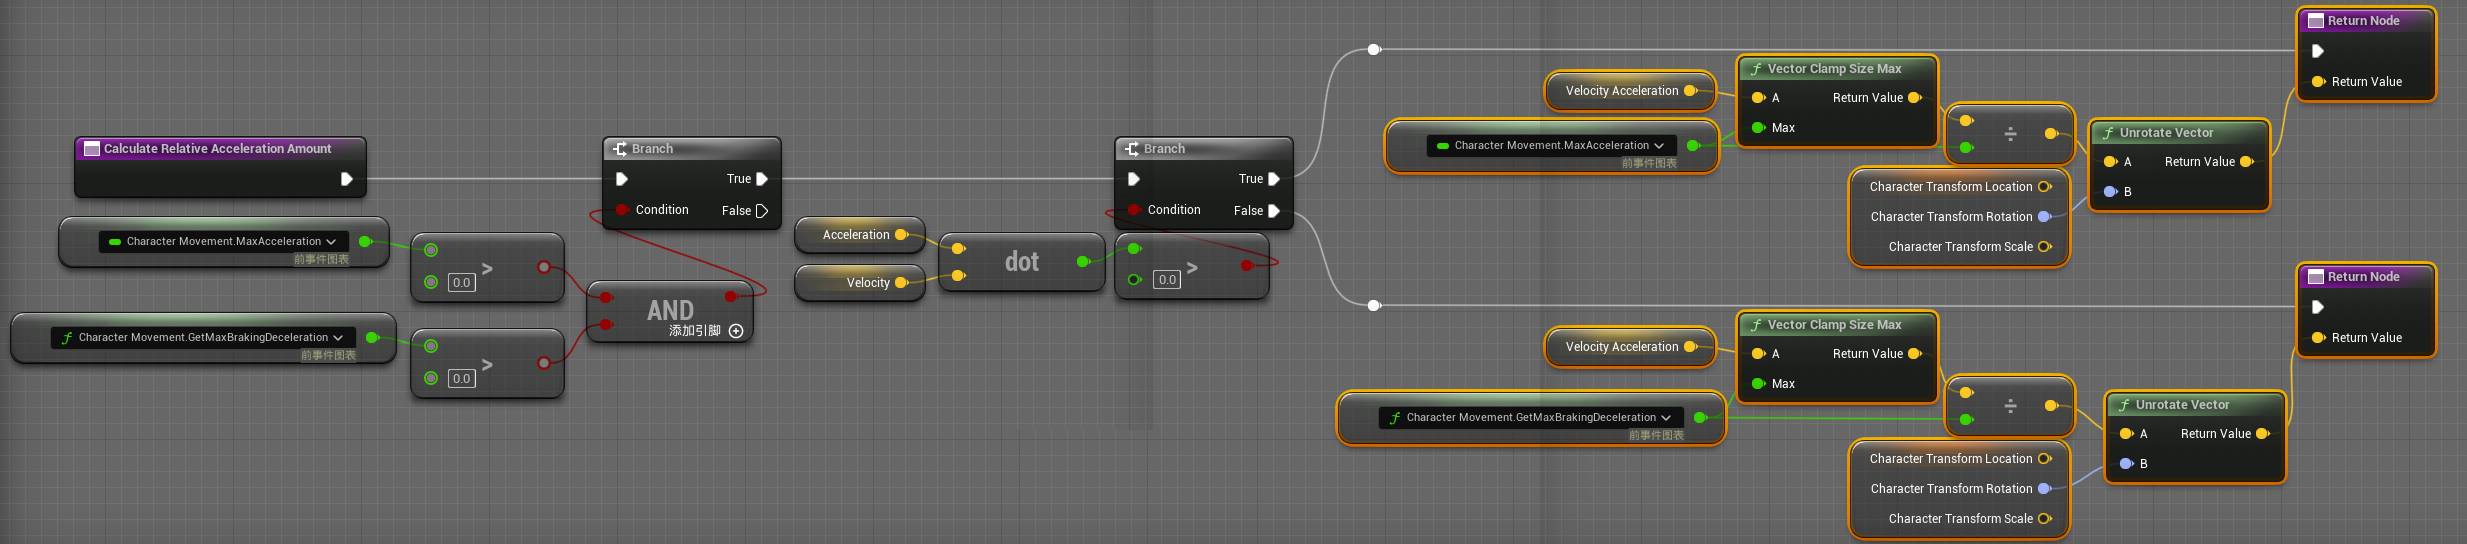 Calculate Relative Acceleration Amount
Character Movement.MaxAcceleration
前事件图表
0.0
>
Character Movement.GetMaxBrakingDeceleration
前事件图表
0.0
>
AND
添加引脚
Branch
True
Condition
False
Acceleration
Velocity
dot
Branch
True
Condition
False
0.0
>
Velocity Acceleration
Character Movement.MaxAcceleration
前事件图表
Vector Clamp Size Max
A
Return Value
Max
÷
Character Transform Location
Character Transform Rotation
Character Transform Scale
Unrotate Vector
A
Return Value
B
Return Node
Return Value
Velocity Acceleration
Character Movement.GetMaxBrakingDeceleration
前事件图表
Vector Clamp Size Max
A
Return Value
Max
÷
Character Transform Location
Character Transform Rotation
Character Transform Scale
Unrotate Vector
A
Return Value
B
Return Node
Return Value